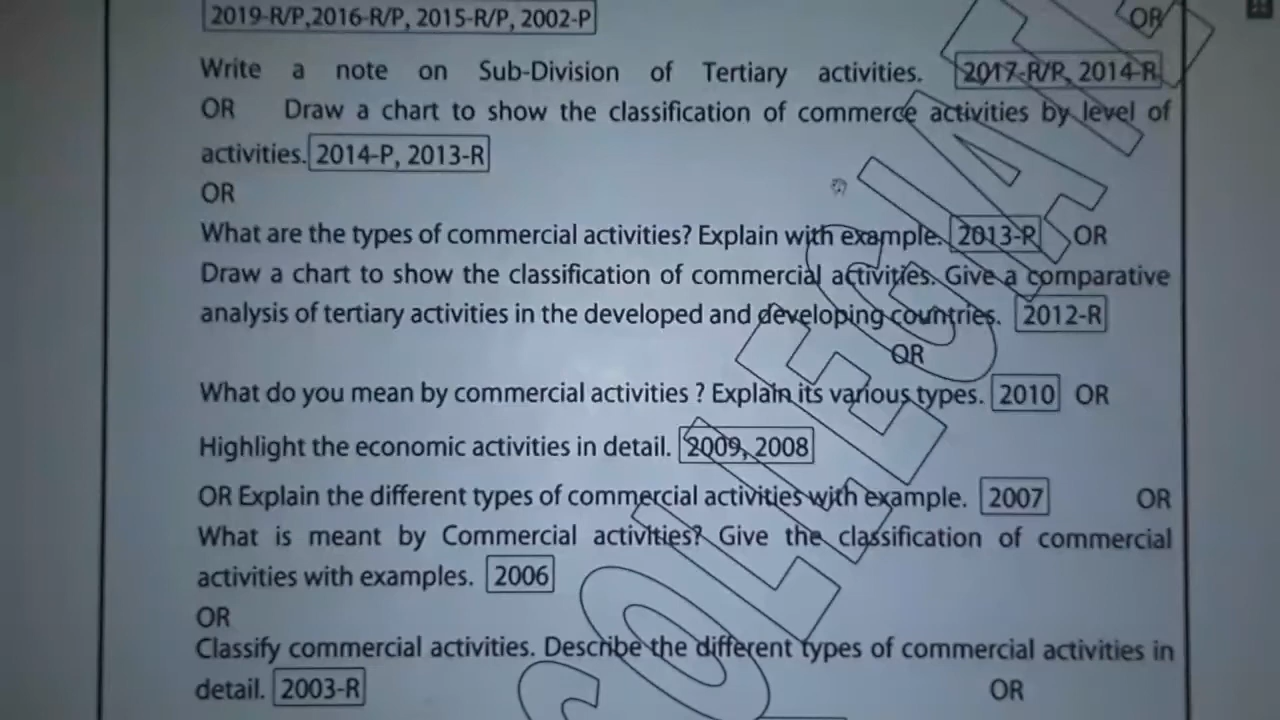 2019-R/P,2016-R/P, 2015-R/P, 2002-P
OR
Write a note on Sub-Division of Tertiary activities. 2017-R/P, 2014-R
OR Draw a chart to show the classification of commerce activities by level of
activities. 2014-P, 2013-R
OR
What are the types of commercial activities? Explain with example. 2013-P OR
Draw a chart to show the classification of commercial activities. Give a comparative
analysis of tertiary activities in the developed and developing countries. 2012-R
OR
What do you mean by commercial activities ? Explain its various types. 2010 OR
Highlight the economic activities in detail. 2009, 2008
OR Explain the different types of commercial activities with example. 2007 OR
What is meant by Commercial activities? Give the classification of commercial
activities with examples. 2006
OR
Classify commercial activities. Describe the different types of commercial activities in
detail. 2003-R OR
COLLEGIATE